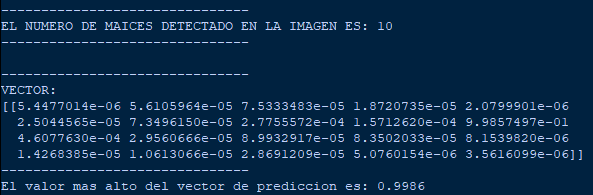 -------------------------------
EL NUMERO DE MAICES DETECTADO EN LA IMAGEN ES: 10
-------------------------------
-------------------------------
VECTOR:
[[5.4477014e-06 5.6105964e-05 7.5333483e-05 1.8720735e-05 2.0799901e-06
2.5044565e-05 7.3496150e-05 2.7755572e-04 1.5712620e-04 9.9857497e-01
4.6077630e-04 2.9560666e-05 8.9932917e-05 8.3502033e-05 8.1539820e-06
1.4268385e-05 1.0613066e-05 2.8691209e-05 5.0760154e-06 3.5616099e-06]]
-------------------------------
El valor mas alto del vector de prediccion es: 0.9986